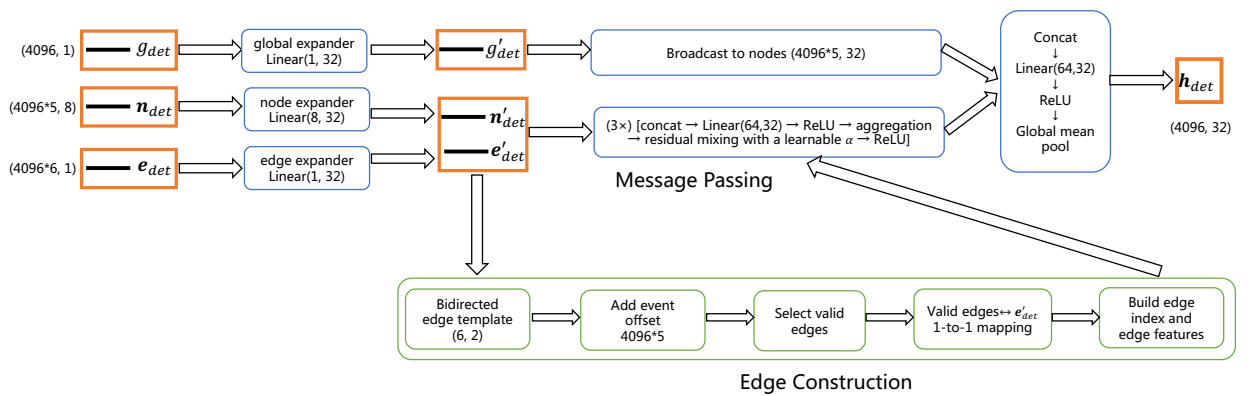 (4096, 1)
g_det
global expander
Linear(1, 32)
g′_det
Broadcast to nodes (4096*5, 32)
Concat
↓
Linear(64,32)
↓
ReLU
↓
Global mean
pool
h_det
(4096, 32)
(4096*5, 8)
n_det
node expander
Linear(8, 32)
n′_det
(3×) [concat → Linear(64,32) → ReLU → aggregation
→ residual mixing with a learnable α → ReLU]
(4096*6, 1)
e_det
edge expander
Linear(1, 32)
e′_det
Message Passing
Bidirected
edge template
(6, 2)
Add event
offset
4096*5
Select valid
edges
Valid edges↔ e′_det
1-to-1 mapping
Build edge
index and
edge features
Edge Construction